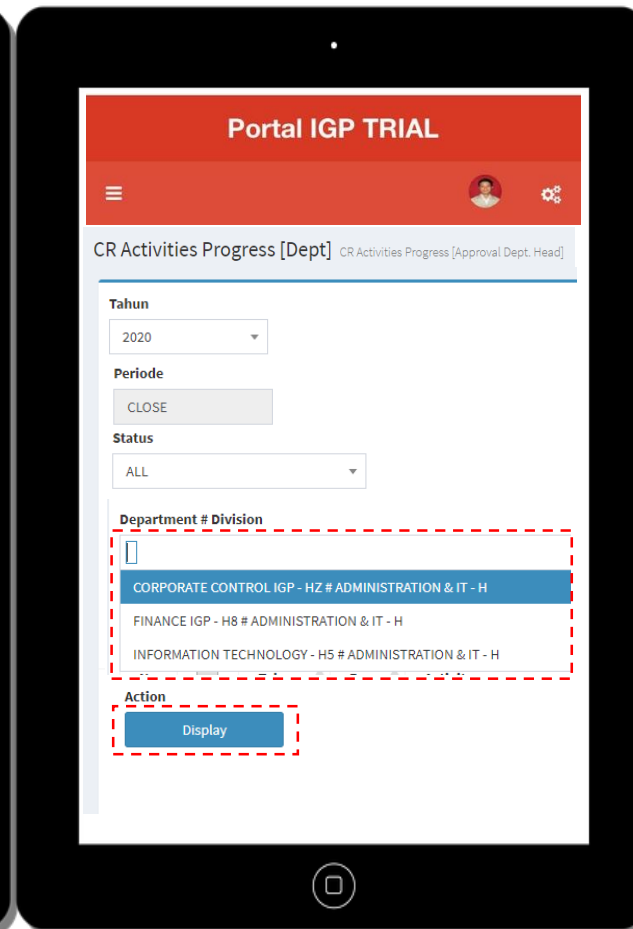 Portal IGP TRIAL
CR Activities Progress [Dept] CR Activities Progress [Approval Dept. Head]
Tahun
2020
Periode
CLOSE
Status
ALL
Department # Division
CORPORATE CONTROL IGP - HZ # ADMINISTRATION & IT - H
FINANCE IGP - H8 # ADMINISTRATION & IT - H
INFORMATION TECHNOLOGY - H5 # ADMINISTRATION & IT - H
Action
Display